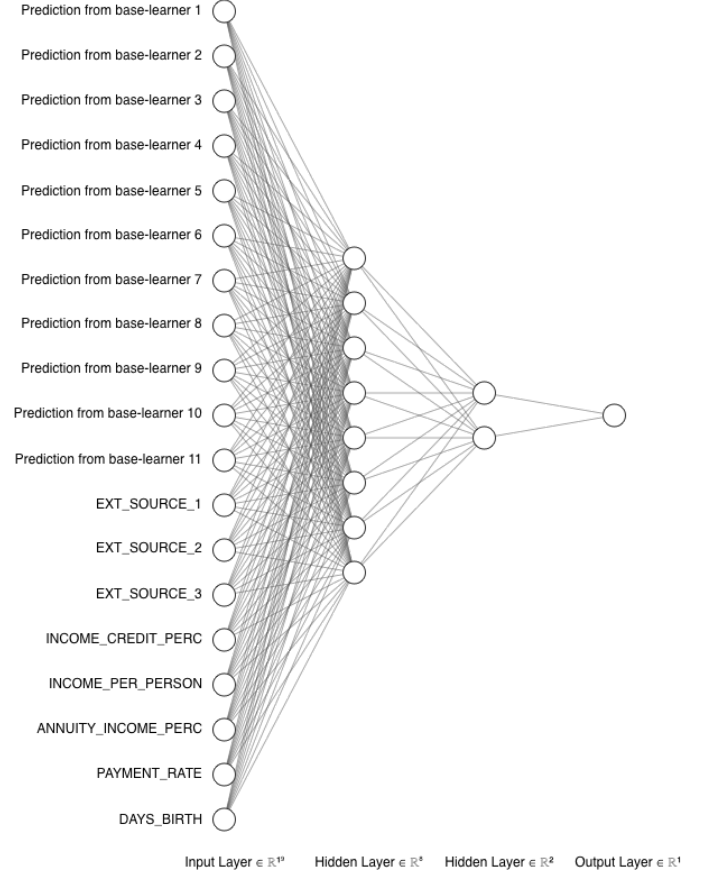 Prediction from base-learner 1
Prediction from base-learner 2
Prediction from base-learner 3
Prediction from base-learner 4
Prediction from base-learner 5
Prediction from base-learner 6
Prediction from base-learner 7
Prediction from base-learner 8
Prediction from base-learner 9
Prediction from base-learner 10
Prediction from base-learner 11
EXT_SOURCE_1
EXT_SOURCE_2
EXT_SOURCE_3
INCOME_CREDIT_PERC
INCOME_PER_PERSON
ANNUITY_INCOME_PERC
PAYMENT_RATE
DAYS_BIRTH
Input Layer ∈ ℝ¹⁹ Hidden Layer ∈ ℝ⁸ Hidden Layer ∈ ℝ² Output Layer ∈ ℝ¹